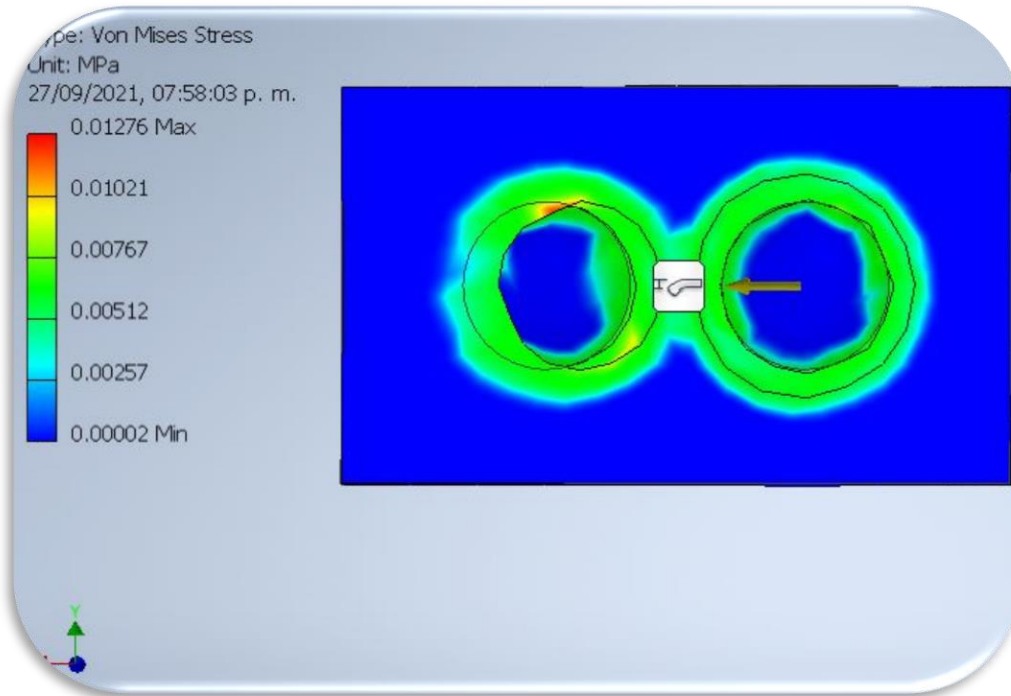 ype: Von Mises Stress
Unit: MPa
27/09/2021, 07:58:03 p. m.
0.01276 Max
0.01021
0.00767
0.00512
0.00257
0.00002 Min
Y